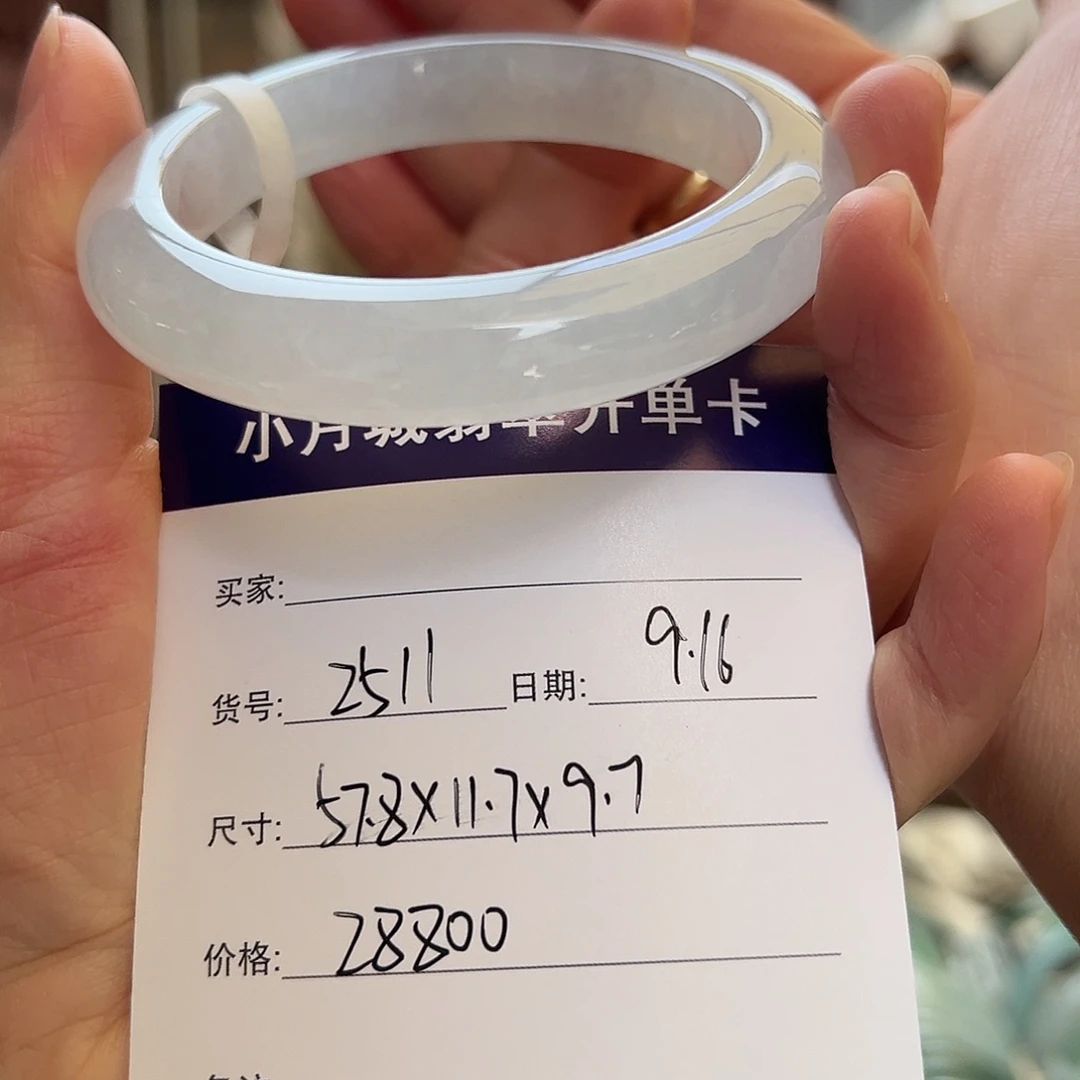 小月城翡翠开单卡
买家:
货号: 2511 日期: 9.16
尺寸: 57.8X11.7X9.7
价格: 28800